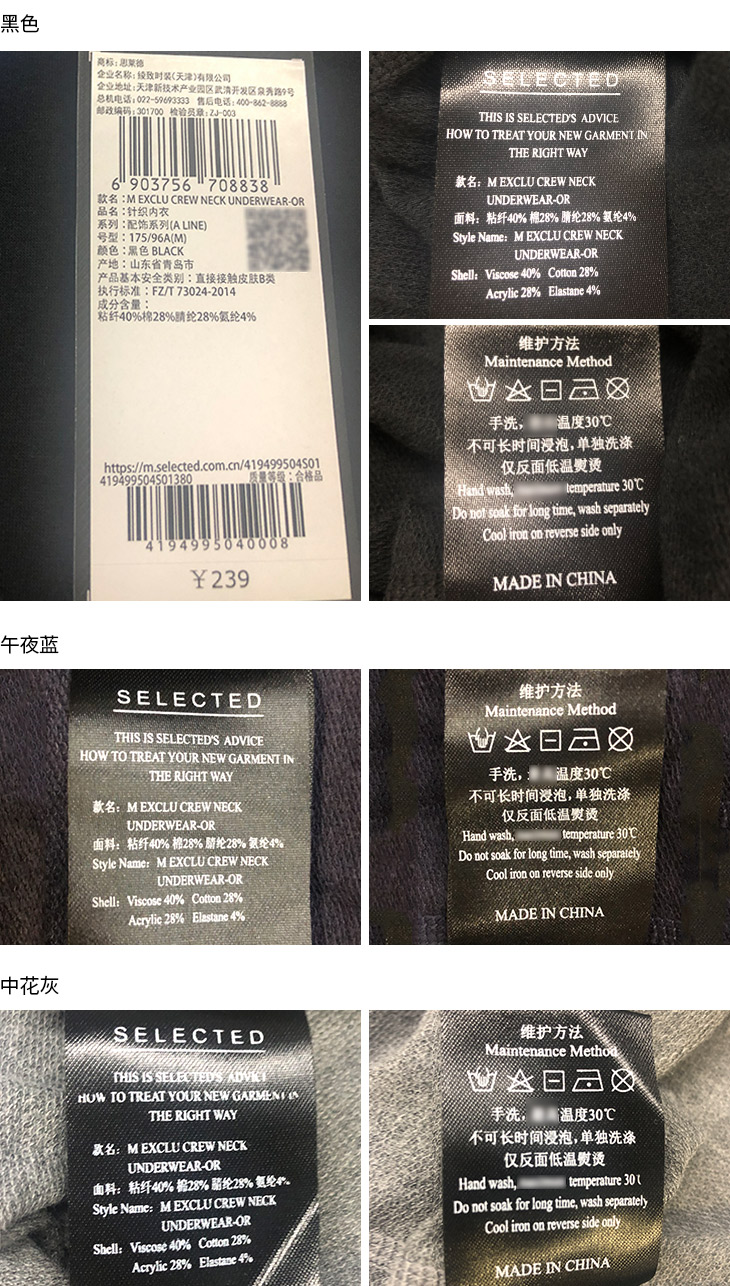 黑色
商标：思莱德
企业名称：绫致时装(天津)有限公司
企业地址：天津新技术产业园区武清开发区泉秀路9号
总机电话：022-59693333 售后电话：400-862-8888
邮政编码：301700 检验员章：ZJ-003
6 903756 708838
款名：M EXCLU CREW NECK UNDERWEAR-OR
品名：针织内衣
系列：配饰系列(A LINE)
号型：175/96A(M)
颜色：黑色 BLACK
产地：山东省青岛市
产品基本安全类别：直接接触皮肤B类
执行标准：FZ/T 73024-2014
成分含量：
粘纤40%棉28%腈纶28%氨纶4%
https://m.selected.com.cn/419499504S01
419499504S01380 质量等级：合格品
4194995040008
￥239
SELECTED
THIS IS SELECTED'S ADVICE
HOW TO TREAT YOUR NEW GARMENT IN
THE RIGHT WAY
款名：M EXCLU CREW NECK
UNDERWEAR-OR
面料：粘纤40% 棉28% 腈纶28% 氨纶4%
Style Name：M EXCLU CREW NECK
UNDERWEAR-OR
Shell：Viscose 40% Cotton 28%
Acrylic 28% Elastane 4%
维护方法
Maintenance Method
手洗，温度30℃
不可长时间浸泡，单独洗涤
仅反面低温熨烫
Hand wash, temperature 30℃
Do not soak for long time, wash separately
Cool iron on reverse side only
MADE IN CHINA
午夜蓝
SELECTED
THIS IS SELECTED'S ADVICE
HOW TO TREAT YOUR NEW GARMENT IN
THE RIGHT WAY
款名：M EXCLU CREW NECK
UNDERWEAR-OR
面料：粘纤40% 棉28% 腈纶28% 氨纶4%
Style Name：M EXCLU CREW NECK
UNDERWEAR-OR
Shell：Viscose 40% Cotton 28%
Acrylic 28% Elastane 4%
维护方法
Maintenance Method
手洗，温度30℃
不可长时间浸泡，单独洗涤
仅反面低温熨烫
Hand wash, temperature 30℃
Do not soak for long time, wash separately
Cool iron on reverse side only
MADE IN CHINA
中花灰
SELECTED
THIS IS SELECTED'S ADVICE
HOW TO TREAT YOUR NEW GARMENT IN
THE RIGHT WAY
款名：M EXCLU CREW NECK
UNDERWEAR-OR
面料：粘纤40% 棉28% 腈纶28% 氨纶4%
Style Name：M EXCLU CREW NECK
UNDERWEAR-OR
Shell：Viscose 40% Cotton 28%
Acrylic 28% Elastane 4%
维护方法
Maintenance Method
手洗，温度30℃
不可长时间浸泡，单独洗涤
仅反面低温熨烫
Hand wash, temperature 30
Do not soak for long time, wash separately
Cool iron on reverse side only
MADE IN CHINA